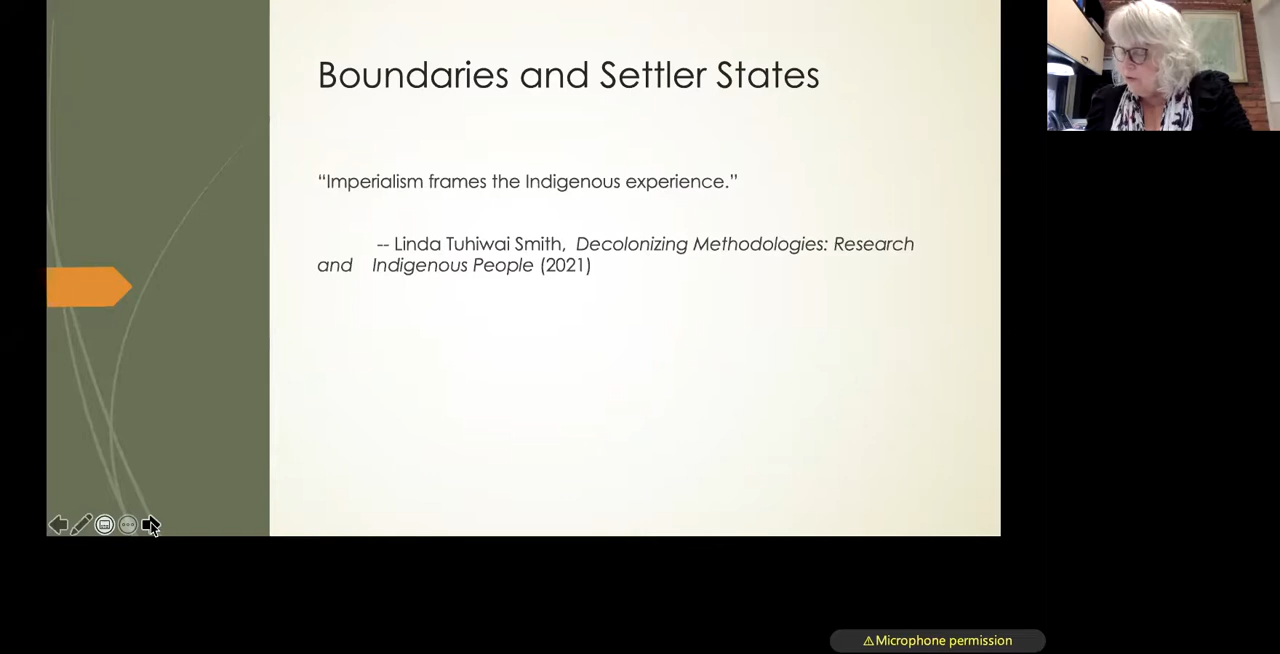 Boundaries and Settler States
“Imperialism frames the Indigenous experience.”
-- Linda Tuhiwai Smith, Decolonizing Methodologies: Research
and Indigenous People (2021)
⚠Microphone permission